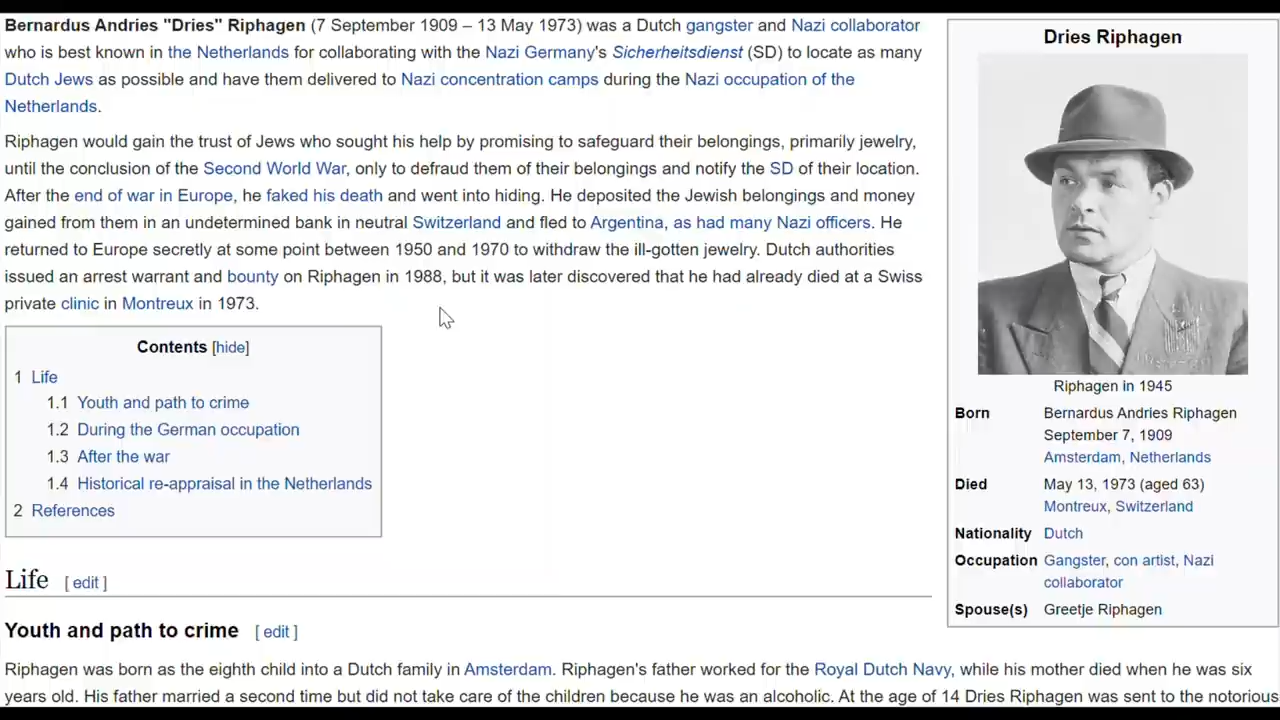 Bernardus Andries "Dries" Riphagen (7 September 1909 – 13 May 1973) was a Dutch gangster and Nazi collaborator
who is best known in the Netherlands for collaborating with the Nazi Germany's Sicherheitsdienst (SD) to locate as many
Dutch Jews as possible and have them delivered to Nazi concentration camps during the Nazi occupation of the
Netherlands.
Riphagen would gain the trust of Jews who sought his help by promising to safeguard their belongings, primarily jewelry,
until the conclusion of the Second World War, only to defraud them of their belongings and notify the SD of their location.
After the end of war in Europe, he faked his death and went into hiding. He deposited the Jewish belongings and money
gained from them in an undetermined bank in neutral Switzerland and fled to Argentina, as had many Nazi officers. He
returned to Europe secretly at some point between 1950 and 1970 to withdraw the ill-gotten jewelry. Dutch authorities
issued an arrest warrant and bounty on Riphagen in 1988, but it was later discovered that he had already died at a Swiss
private clinic in Montreux in 1973.
Contents [hide]
1 Life
1.1 Youth and path to crime
1.2 During the German occupation
1.3 After the war
1.4 Historical re-appraisal in the Netherlands
2 References
Dries Riphagen
Riphagen in 1945
Born Bernardus Andries Riphagen
September 7, 1909
Amsterdam, Netherlands
Died May 13, 1973 (aged 63)
Montreux, Switzerland
Nationality Dutch
Occupation Gangster, con artist, Nazi
collaborator
Spouse(s) Greetje Riphagen
Life [ edit ]
Youth and path to crime [ edit ]
Riphagen was born as the eighth child into a Dutch family in Amsterdam. Riphagen's father worked for the Royal Dutch Navy, while his mother died when he was six
years old. His father married a second time but did not take care of the children because he was an alcoholic. At the age of 14 Dries Riphagen was sent to the notorious